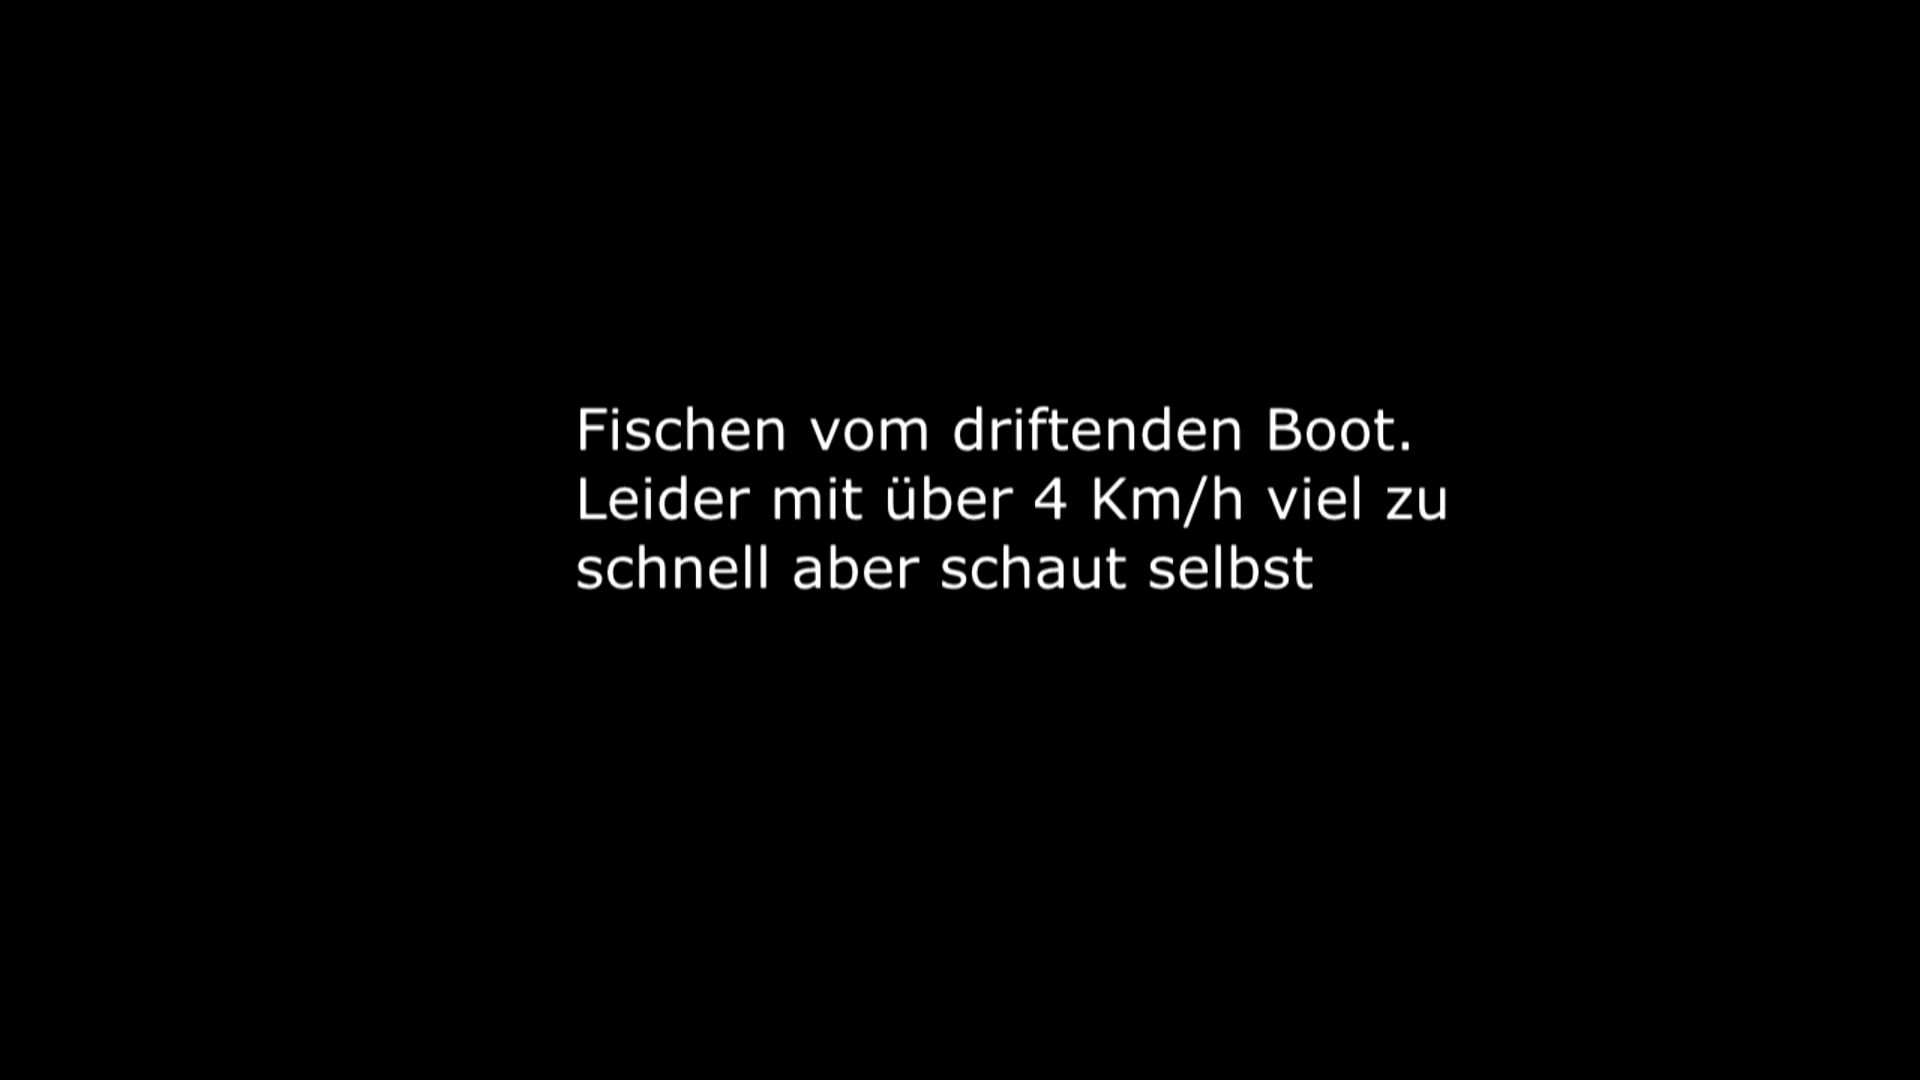 Fischen vom driftenden Boot.
Leider mit über 4 Km/h viel zu
schnell aber schaut selbst